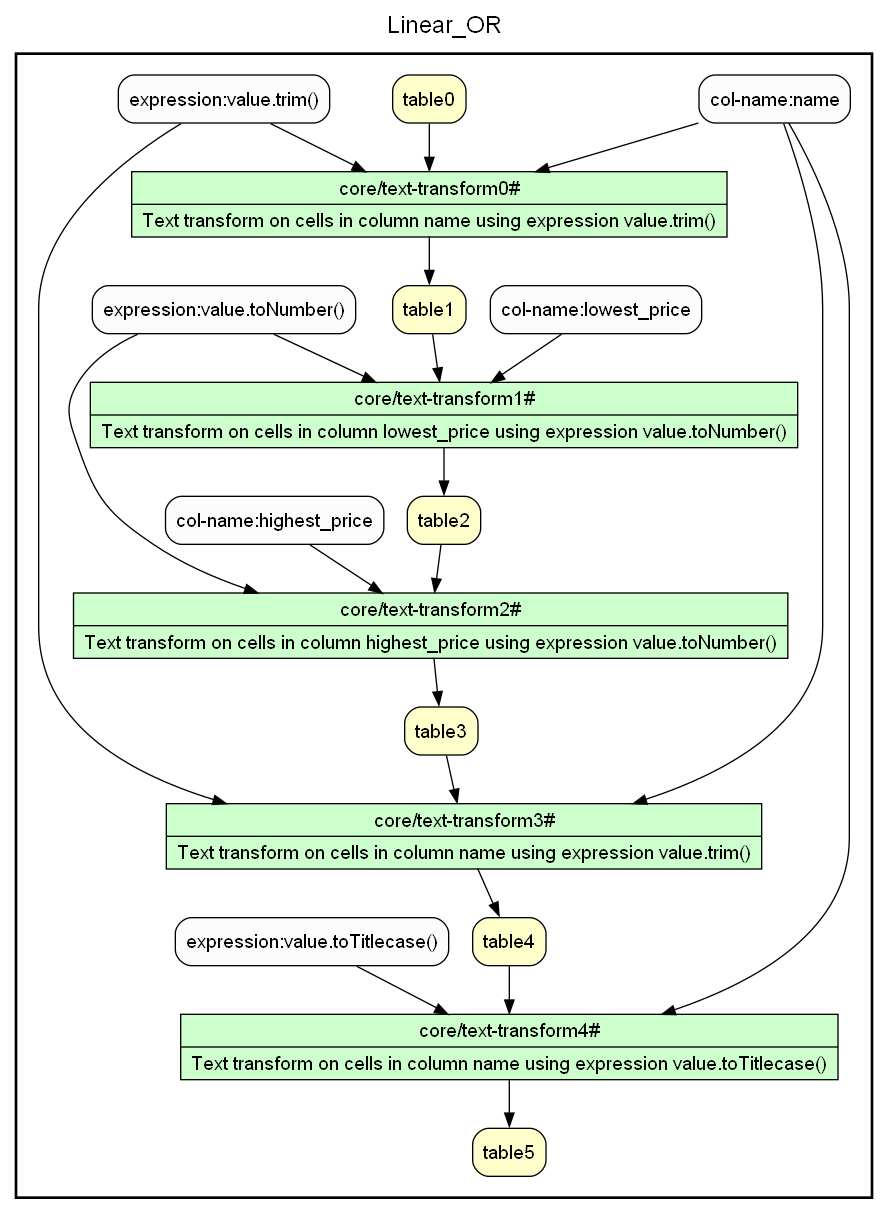 Linear_OR
expression:value.trim()
table0
col-name:name
core/text-transform0#
Text transform on cells in column name using expression value.trim()
expression:value.toNumber()
table1
col-name:lowest_price
core/text-transform1#
Text transform on cells in column lowest_price using expression value.toNumber()
col-name:highest_price
table2
core/text-transform2#
Text transform on cells in column highest_price using expression value.toNumber()
table3
core/text-transform3#
Text transform on cells in column name using expression value.trim()
expression:value.toTitlecase()
table4
core/text-transform4#
Text transform on cells in column name using expression value.toTitlecase()
table5